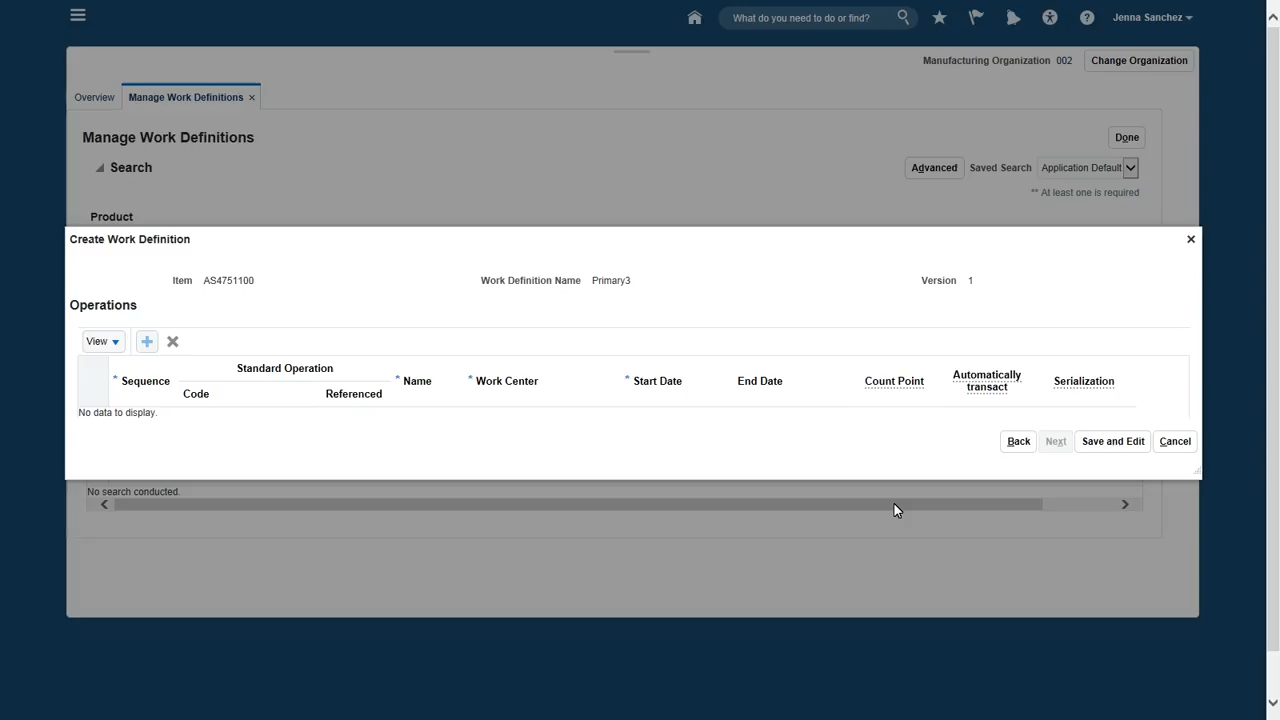 What do you need to do or find?
Jenna Sanchez
Manufacturing Organization 002 Change Organization
Overview Manage Work Definitions ×
Manage Work Definitions Done
Search Advanced Saved Search Application Default
** At least one is required
Product
Create Work Definition ×
Item AS4751100 Work Definition Name Primary3 Version 1
Operations
View
Standard Operation
* Sequence Code Referenced * Name * Work Center * Start Date End Date Count Point Automatically transact Serialization
No data to display.
Back Next Save and Edit Cancel
No search conducted.